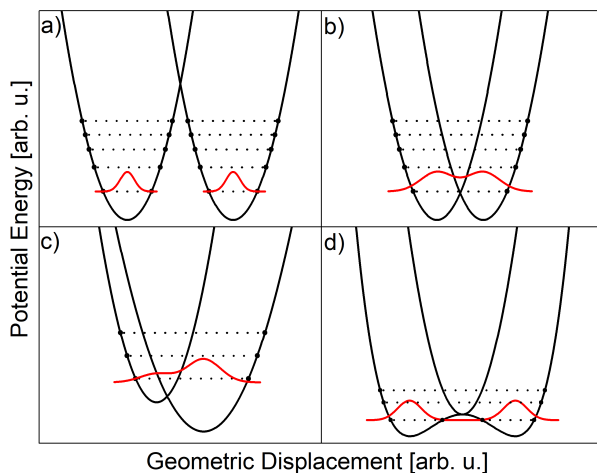 a)
b)
c)
d)
Potential Energy [arb. u.]
Geometric Displacement [arb. u.]